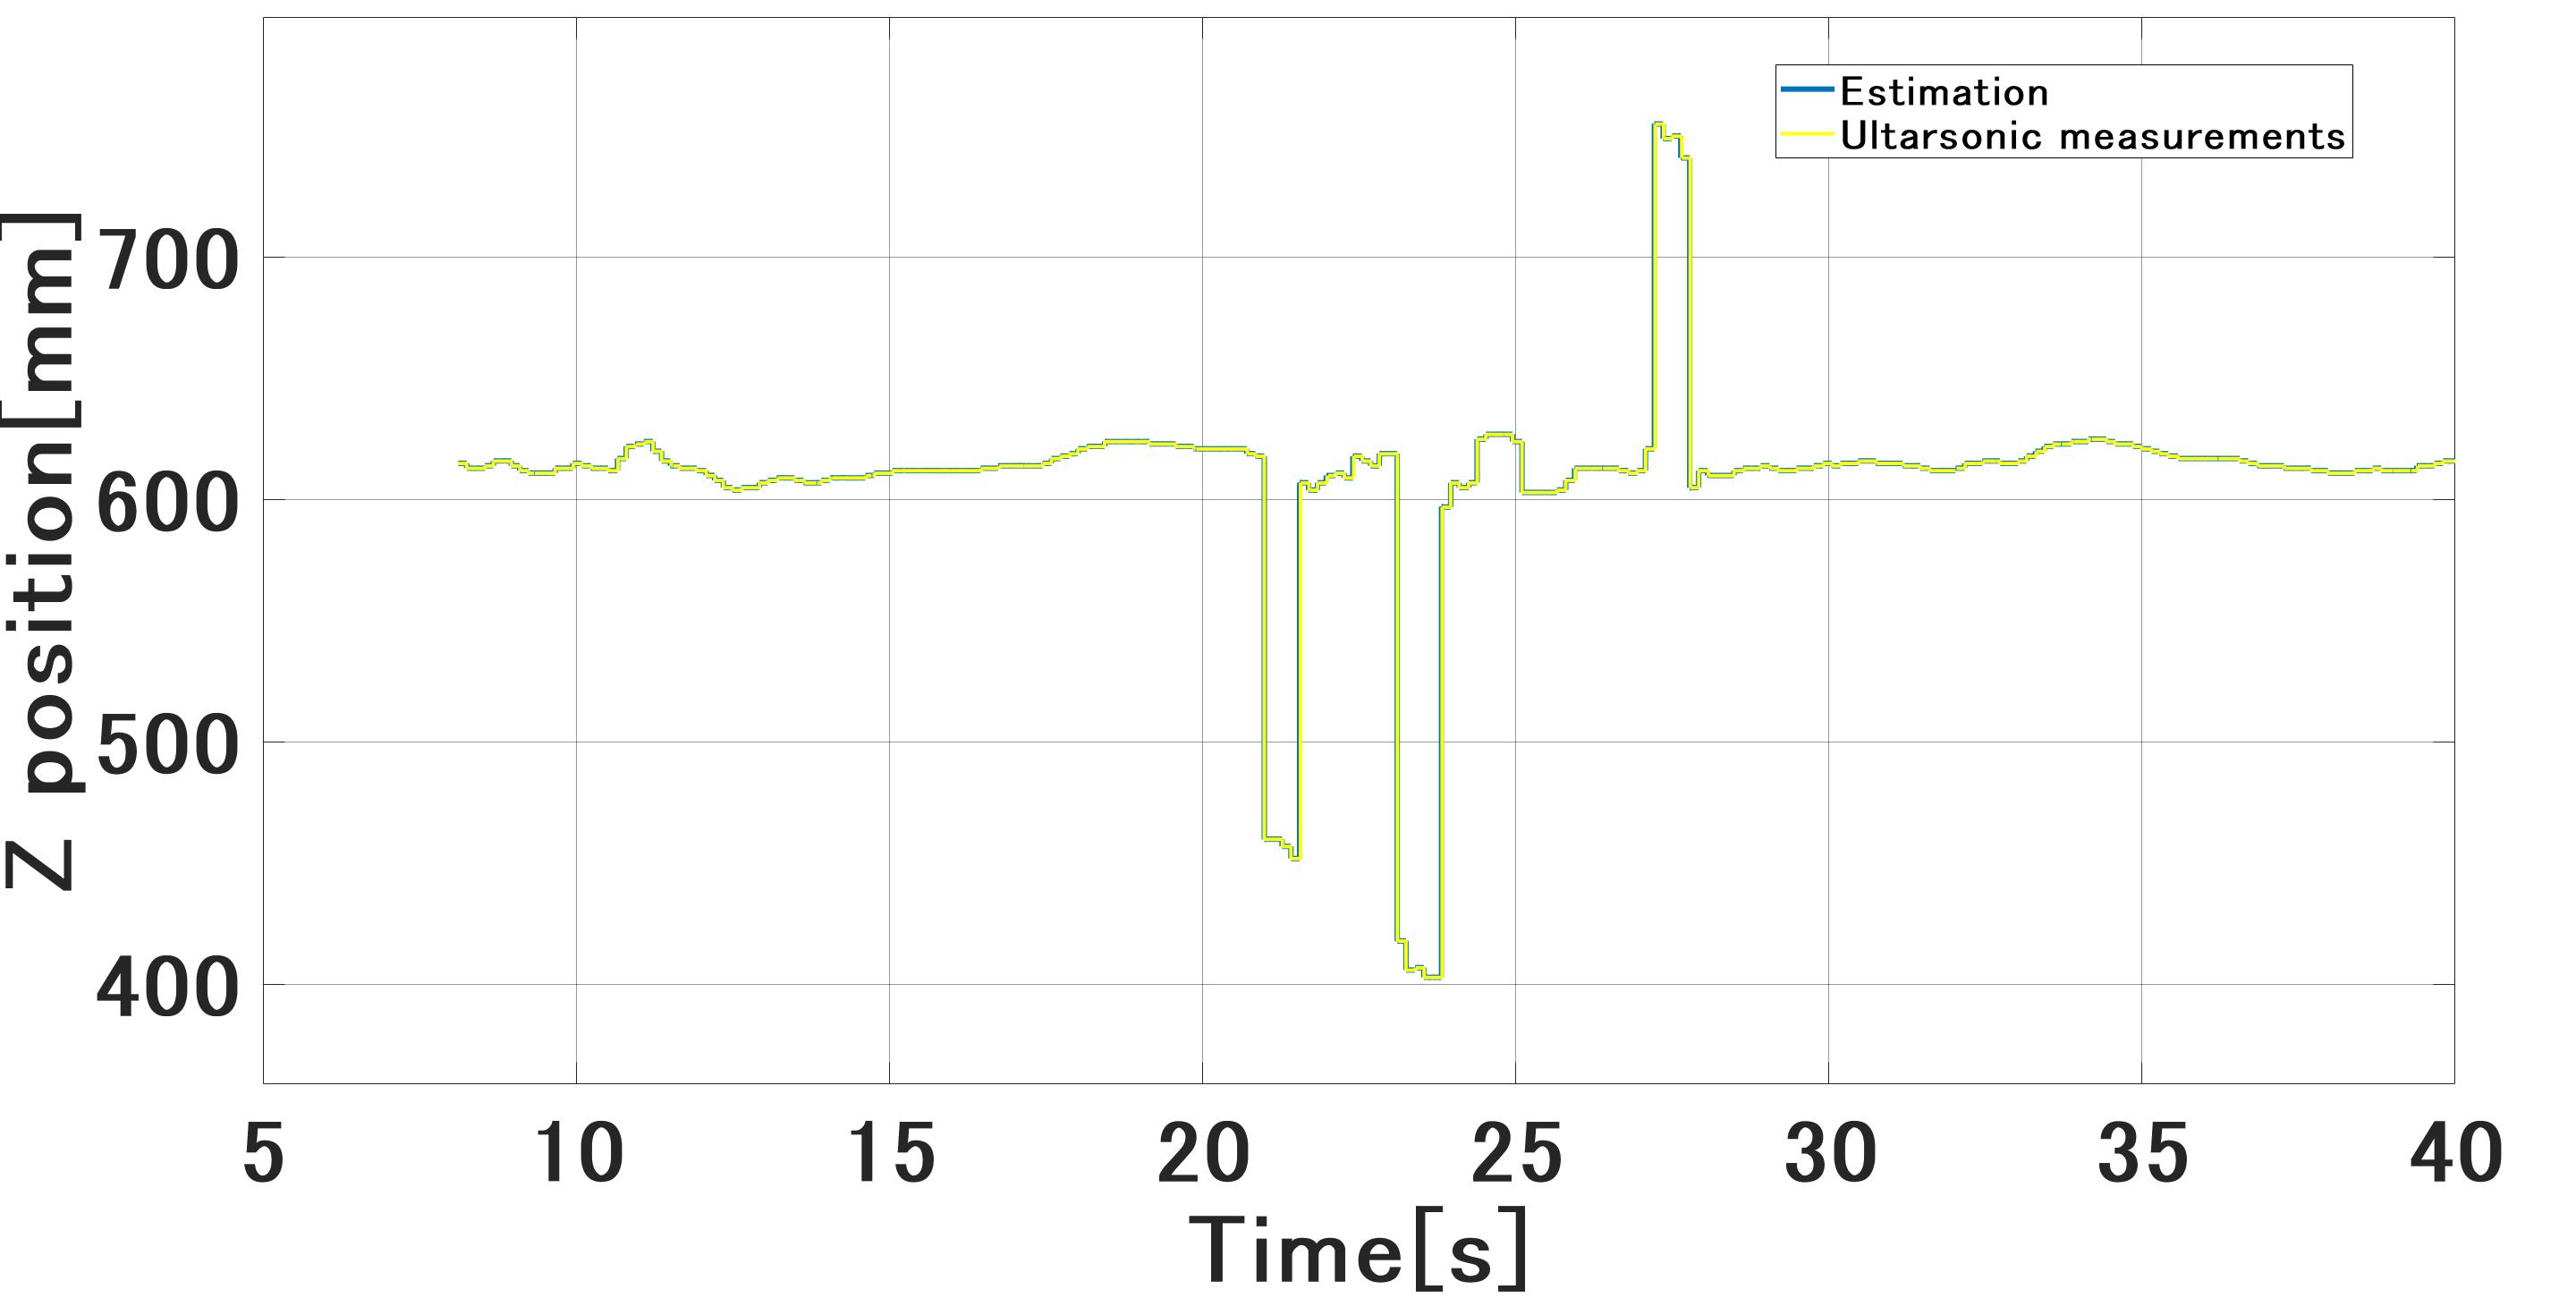 Estimation
Ultarsonic measurements
Z position[mm]
700
600
500
400
5 10 15 20 25 30 35 40
Time[s]